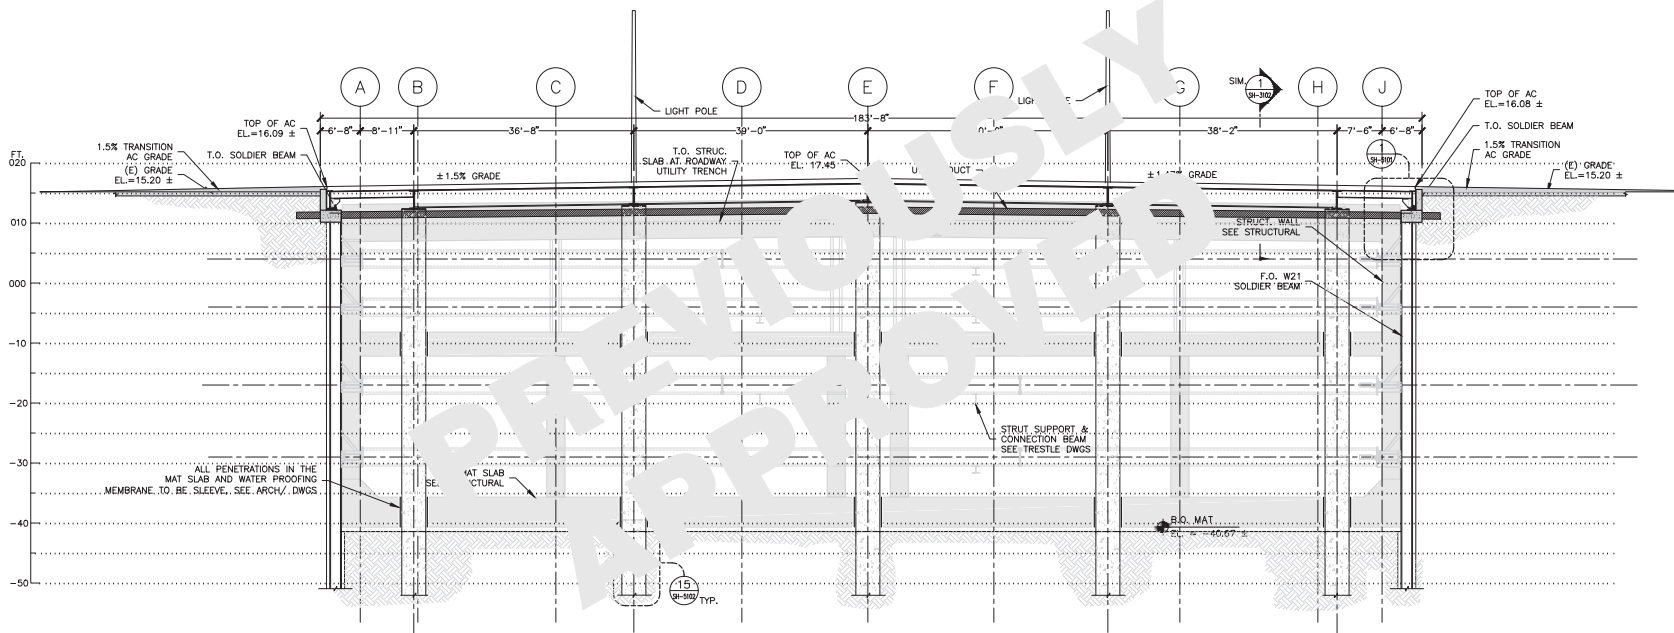 A
B
C
D
E
F
G
H
J
SIM.
1
SH-3102
LIGHT POLE
183'-8"
6'-8"
8'-11"
36'-8"
39'-0"
38'-2"
7'-6"
6'-8"
TOP OF AC
EL.=16.09 ±
1.5% TRANSITION
AC GRADE
T.O. SOLDIER BEAM
(E) GRADE
EL.=15.20 ±
±1.5% GRADE
T.O. STRUC.
SLAB AT ROADWAY
UTILITY TRENCH
TOP OF AC
EL. 17.45
GRADE
1
SH-5101
TOP OF AC
EL.=16.08 ±
T.O. SOLDIER BEAM
1.5% TRANSITION
AC GRADE
(E) GRADE
EL.=15.20 ±
FT.
020
010
000
-10
-20
-30
-40
-50
STRUCT. WALL
SEE STRUCTURAL
F.O. W21
SOLDIER BEAM
STRUT SUPPORT &
CONNECTION BEAM
SEE TRESTLE DWGS
ALL PENETRATIONS IN THE
MAT SLAB AND WATER PROOFING
MEMBRANE TO BE SLEEVE, SEE ARCH/ DWGS
MAT SLAB
B.O. MAT
EL. = -40.67 ±
15
SH-5102
TYP.
PREVIOUSLY
APPROVED